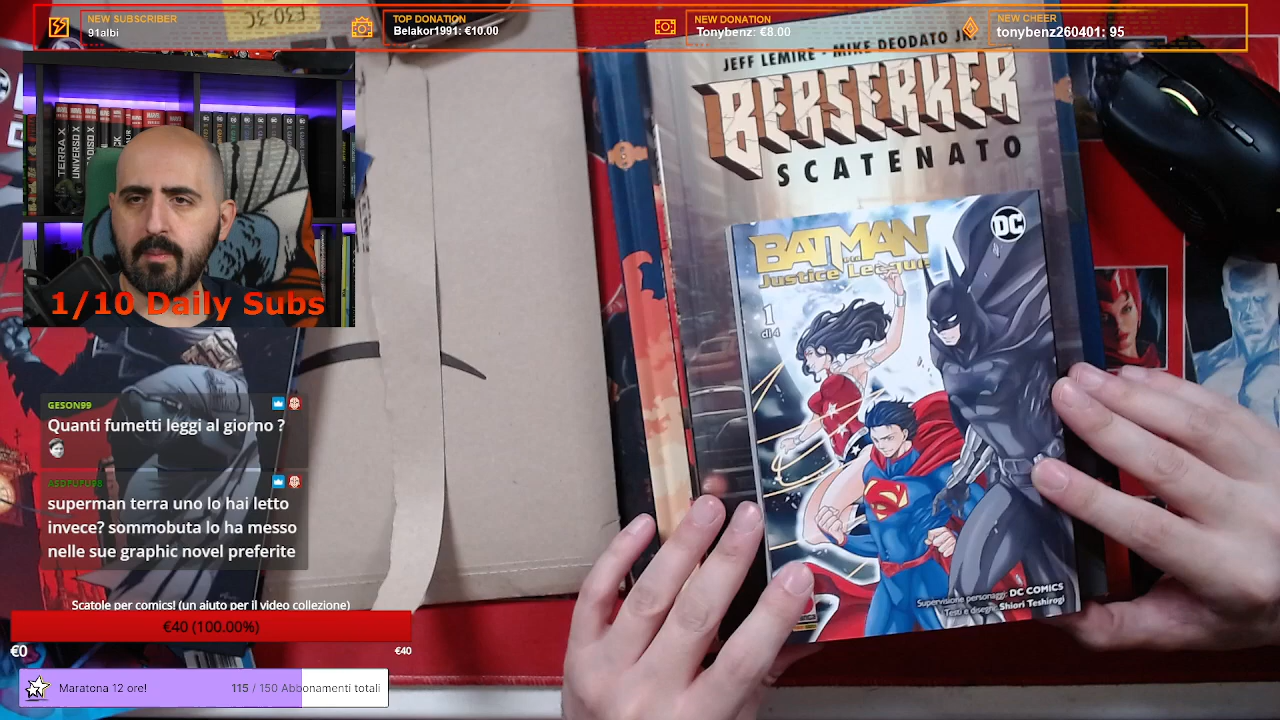 NEW SUBSCRIBER
91albi
TOP DONATION
Belakor1991: €10.00
NEW DONATION
Tonybenz: €8.00
NEW CHEER
tonybenz260401: 95
TERRA X
UNIVERSO X
1/10 Daily Subs
GESON99
Quanti fumetti leggi al giorno ?
ASDFUFU98
superman terra uno lo hai letto
invece? sommobuta lo ha messo
nelle sue graphic novel preferite
Scatole per comics! (un aiuto per il video collezione)
€40 (100.00%)
€0
€40
Maratona 12 ore!
115 / 150 Abbonamenti totali
JEFF LEMIRE - MIKE DEODATO JR.
BERSERKER
SCATENATO
DC
BATMAN
e la
Justice League
1
di 4
Supervisione personaggi: DC COMICS
Testi e disegni: Shiori Teshirogi